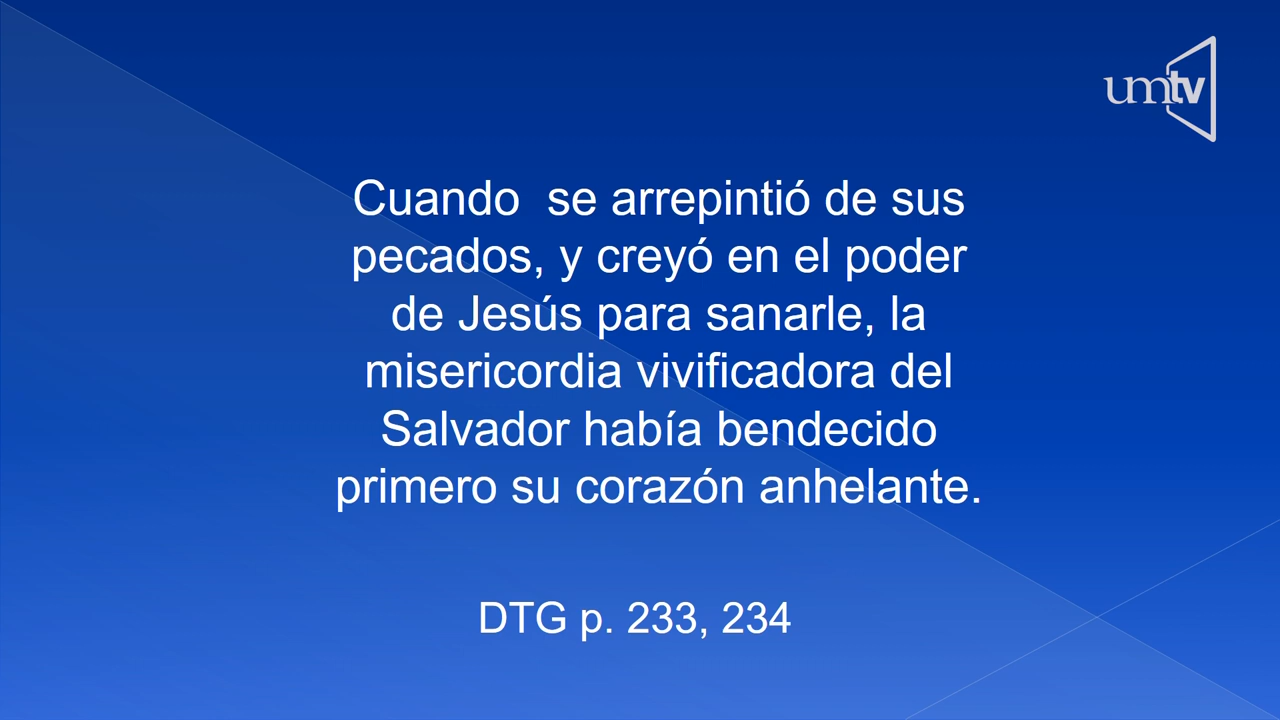 umtv
Cuando  se arrepintió de sus
pecados, y creyó en el poder
de Jesús para sanarle, la
misericordia vivificadora del
Salvador había bendecido
primero su corazón anhelante.
DTG p. 233, 234